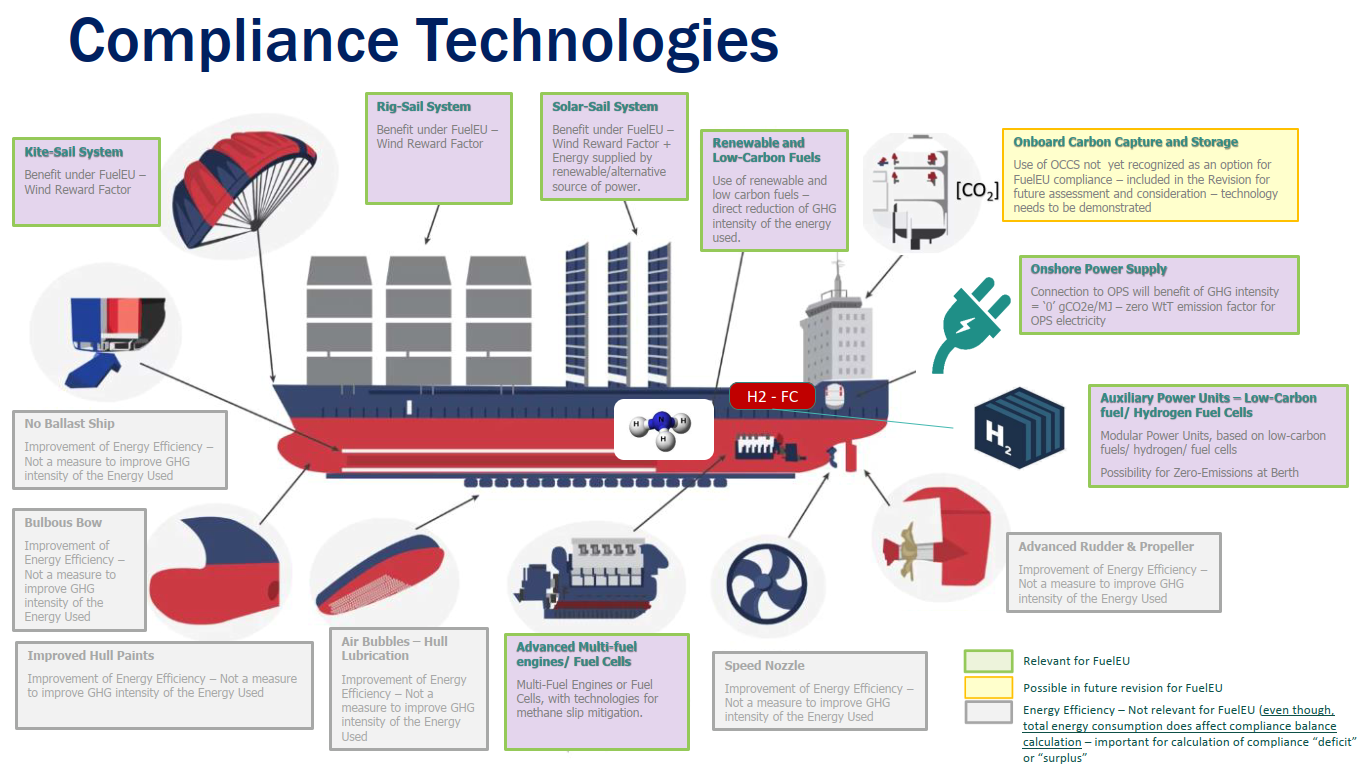 Compliance Technologies
Kite-Sail System
Benefit under FuelEU –
Wind Reward Factor
Rig-Sail System
Benefit under FuelEU –
Wind Reward Factor
Solar-Sail System
Benefit under FuelEU –
Wind Reward Factor +
Energy supplied by
renewable/alternative
source of power.
Renewable and
Low-Carbon Fuels
Use of renewable and
low carbon fuels –
direct reduction of GHG
intensity of the energy
used.
[CO2]
Onboard Carbon Capture and Storage
Use of OCCS not yet recognized as an option for
FuelEU compliance – included in the Revision for
future assessment and consideration – technology
needs to be demonstrated
Onshore Power Supply
Connection to OPS will benefit of GHG intensity
= ‘0’ gCO2e/MJ – zero WtT emission factor for
OPS electricity
H2 - FC
H N H
H
H2
Auxiliary Power Units – Low-Carbon
fuel/ Hydrogen Fuel Cells
Modular Power Units, based on low-carbon
fuels/ hydrogen/ fuel cells
Possibility for Zero-Emissions at Berth
No Ballast Ship
Improvement of Energy Efficiency –
Not a measure to improve GHG
intensity of the Energy Used
Bulbous Bow
Improvement of
Energy Efficiency –
Not a measure to
improve GHG
intensity of the
Energy Used
Improved Hull Paints
Improvement of Energy Efficiency – Not a measure
to improve GHG intensity of the Energy Used
Air Bubbles – Hull
Lubrication
Improvement of Energy
Efficiency – Not a
measure to improve GHG
intensity of the Energy
Used
Advanced Multi-fuel
engines/ Fuel Cells
Multi-Fuel Engines or Fuel
Cells, with technologies for
methane slip mitigation.
Speed Nozzle
Improvement of Energy Efficiency –
Not a measure to improve GHG
intensity of the Energy Used
Advanced Rudder & Propeller
Improvement of Energy Efficiency –
Not a measure to improve GHG
intensity of the Energy Used
Relevant for FuelEU
Possible in future revision for FuelEU
Energy Efficiency – Not relevant for FuelEU (even though,
total energy consumption does affect compliance balance
calculation – important for calculation of compliance “deficit”
or “surplus”